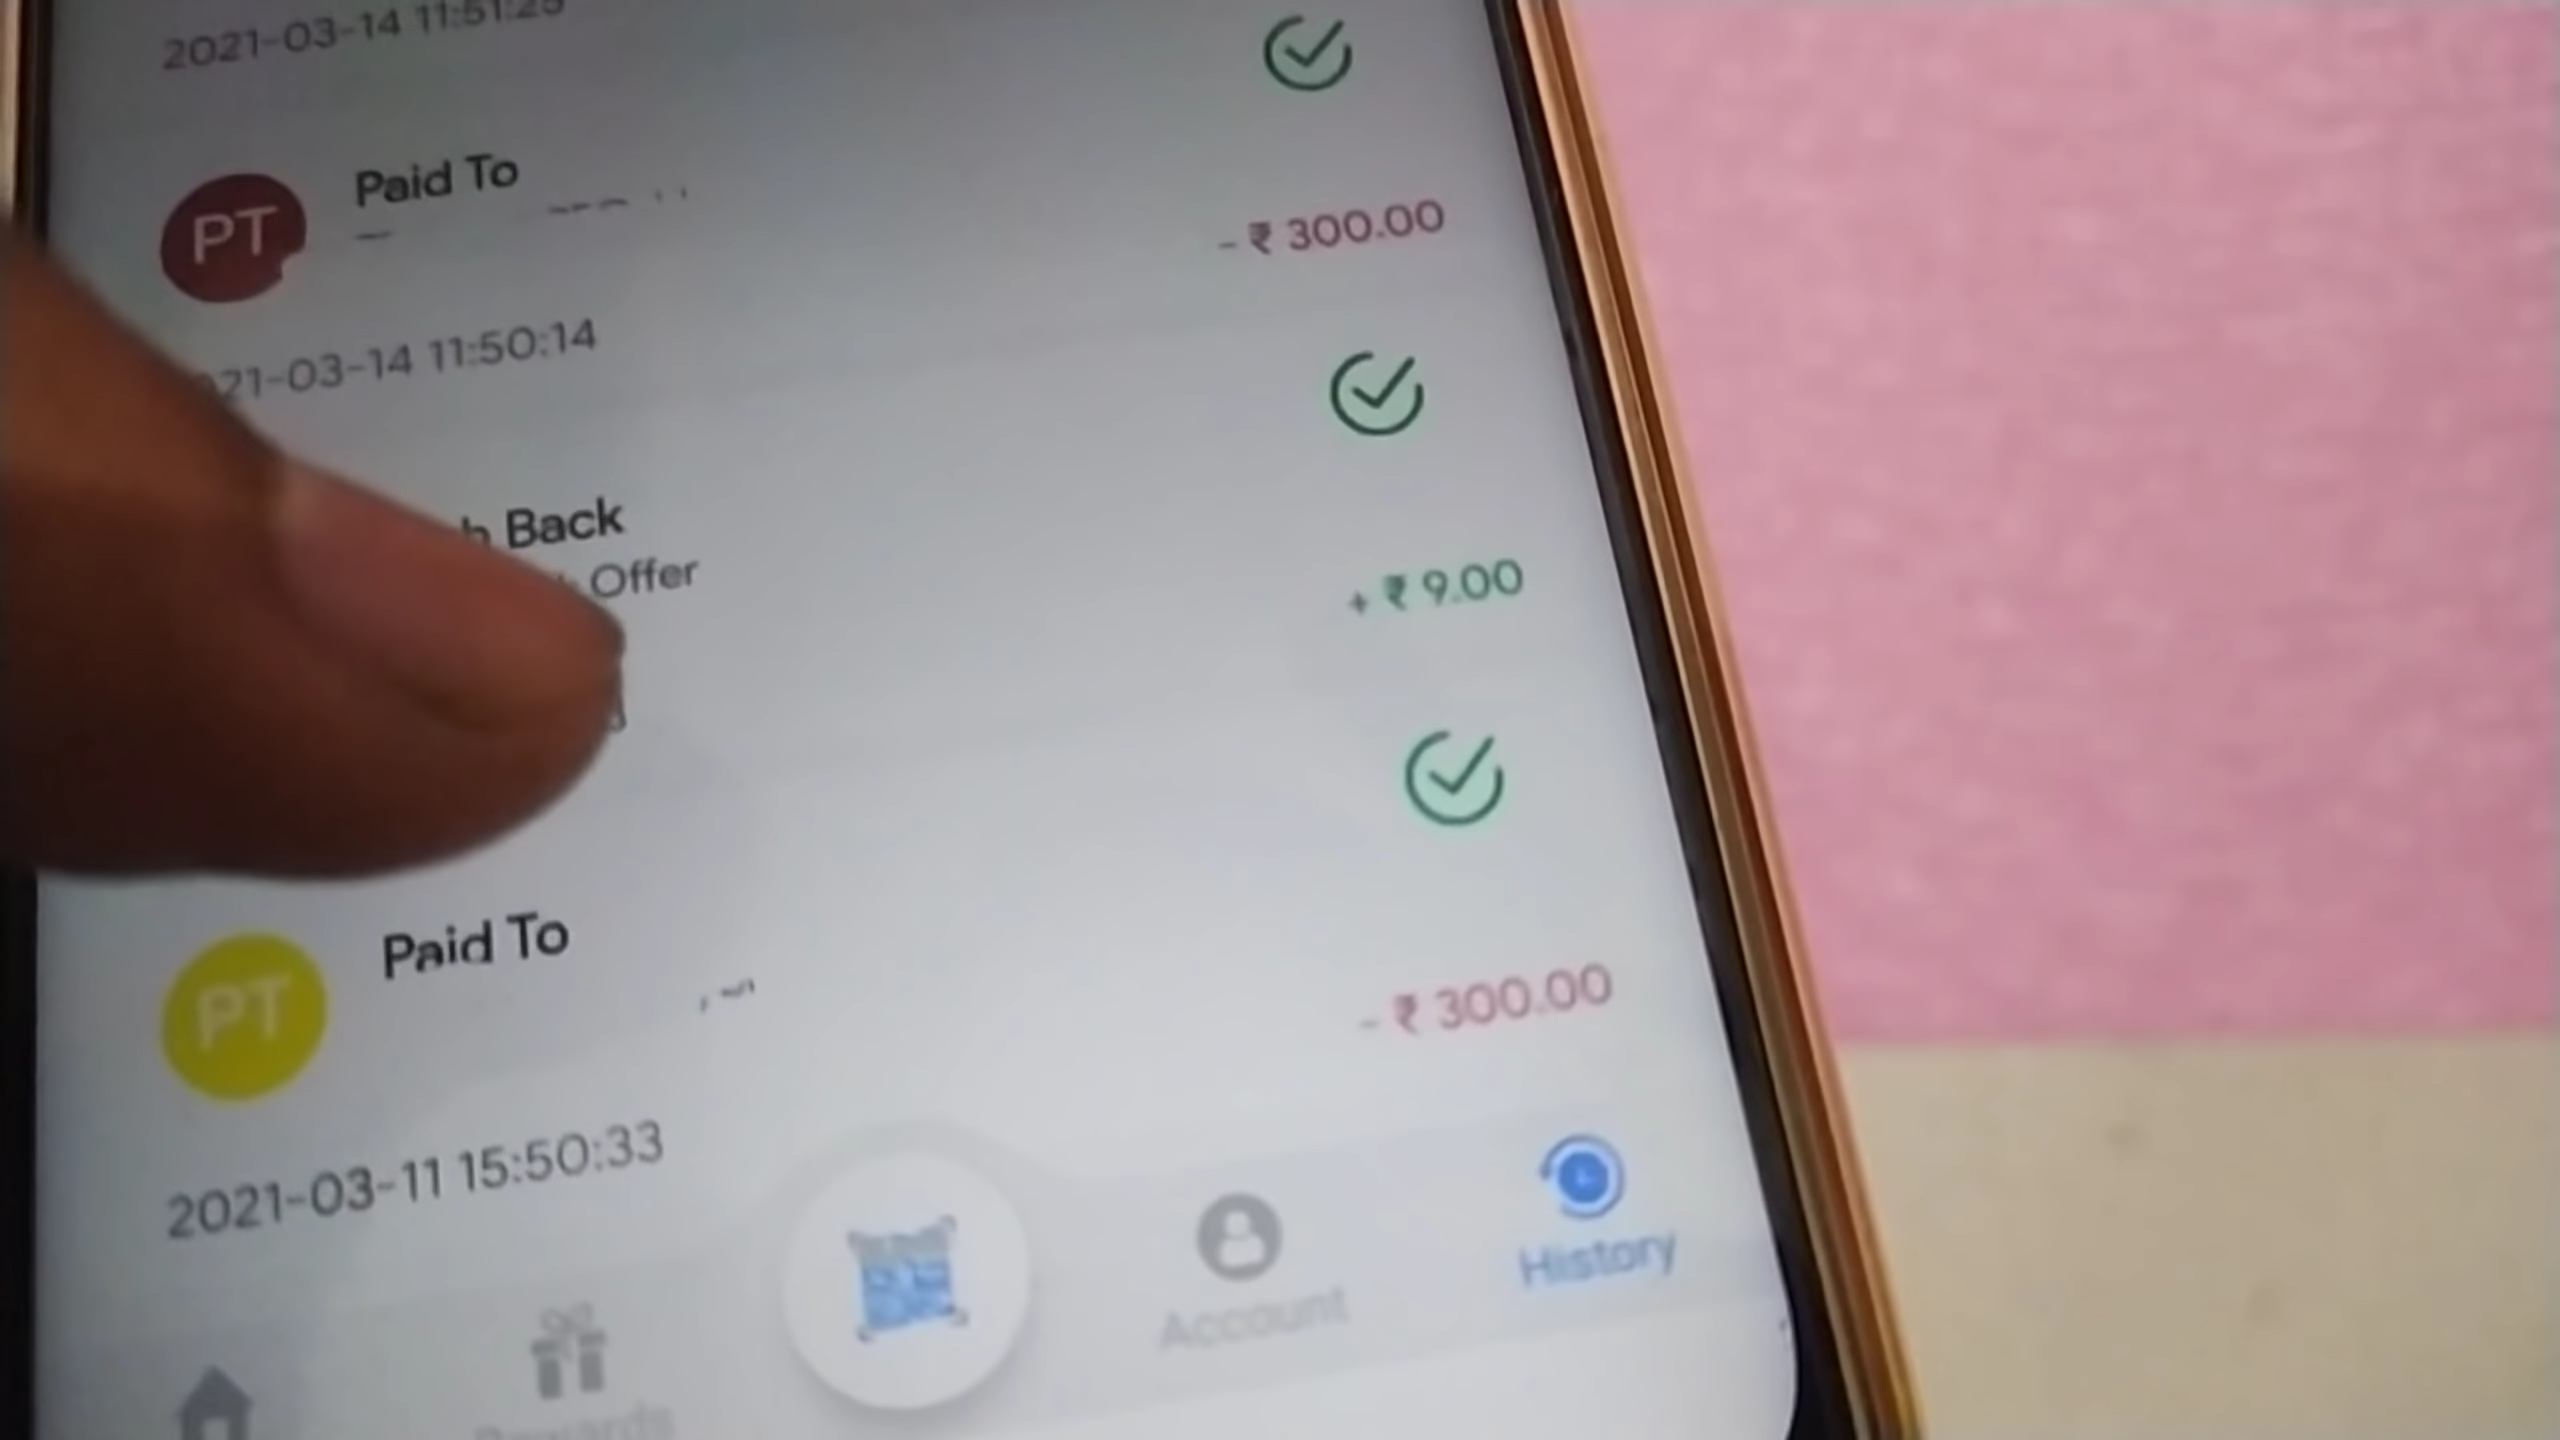 2021-03-14 11:51:25
Paid To
PT
- ₹ 300.00
21-03-14 11:50:14
Back
Offer
+ ₹ 9.00
Paid To
PT
- ₹ 300.00
2021-03-11 15:50:33
Rewards
Account
History